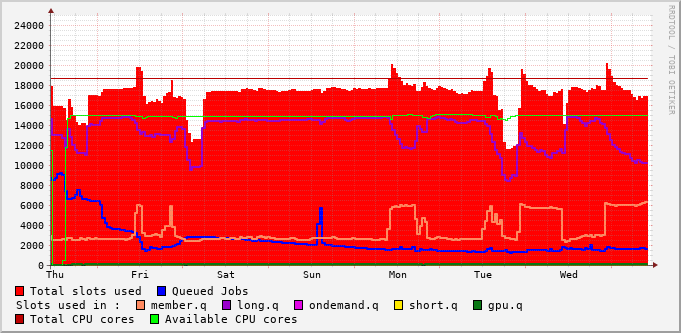 RRDTOOL / TOBI OETIKER
24000
22000
20000
18000
16000
14000
12000
10000
8000
6000
4000
2000
0
Thu Fri Sat Sun Mon Tue Wed
Total slots used Queued Jobs
Slots used in : member.q long.q ondemand.q short.q gpu.q
Total CPU cores Available CPU cores